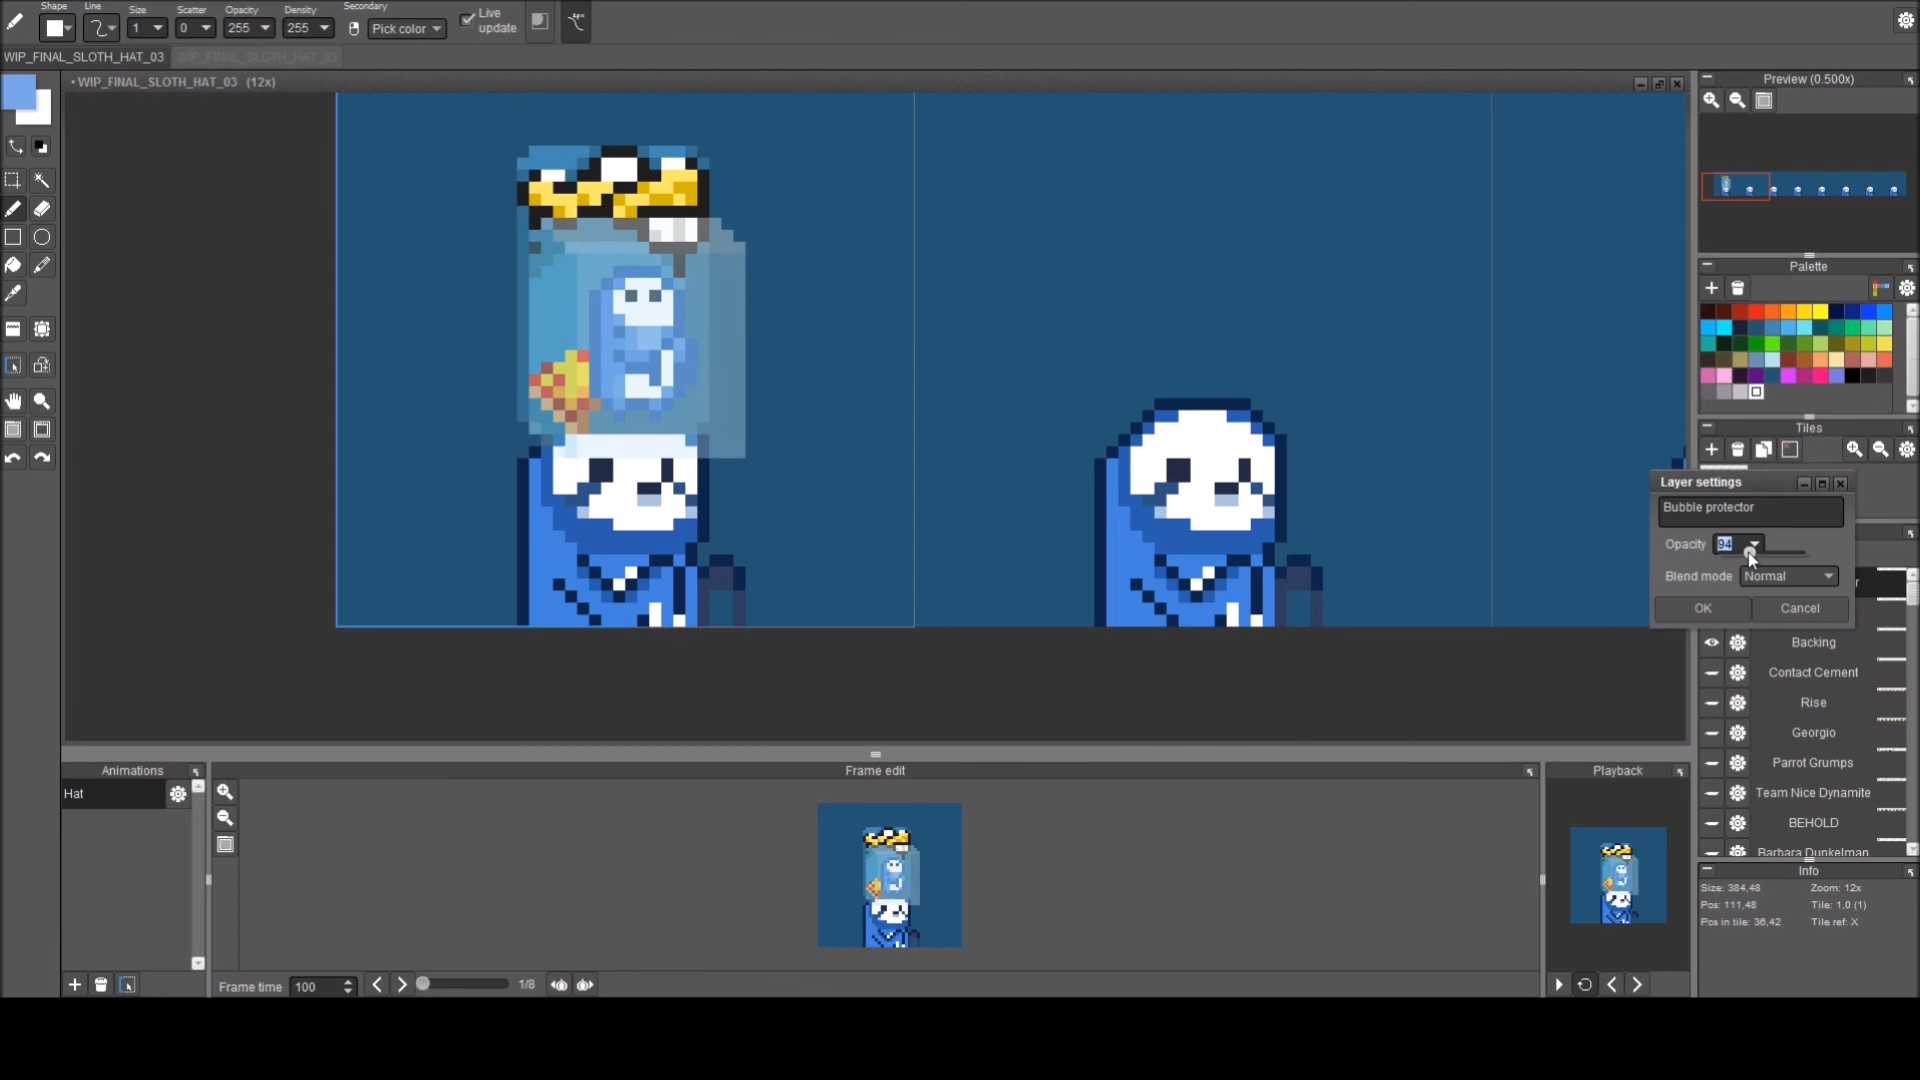 Shape Line Size Scatter Opacity Density Secondary
1 0 255 255 Pick color Live update
WIP_FINAL_SLOTH_HAT_03 WIP_FINAL_SLOTH_HAT_03
• WIP_FINAL_SLOTH_HAT_03 (12x)
Preview (0.500x)
Palette
Tiles
Layer settings
Bubble protector
Opacity 94
Blend mode Normal
OK Cancel
Backing
Contact Cement
Rise
Georgio
Parrot Grumps
Team Nice Dynamite
BEHOLD
Barbara Dunkelman
Info
Size: 384,48 Zoom: 12x
Pos: 111,48 Tile: 1,0 (1)
Pos in tile: 36,42 Tile ref: X
Animations
Hat
Frame edit
Playback
Frame time 100 1/8